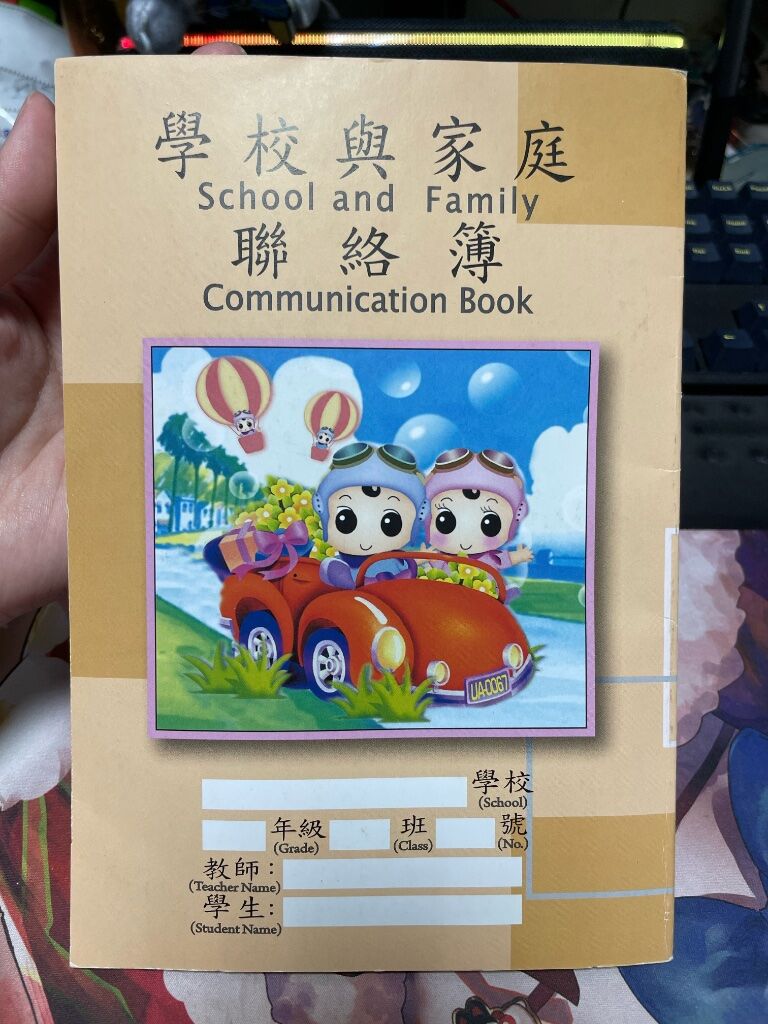 學校與家庭
School and Family
聯絡簿
Communication Book
UA-0067
學校
(School)
年級 班 號
(Grade) (Class) (No.)
教師：
(Teacher Name)
學生：
(Student Name)